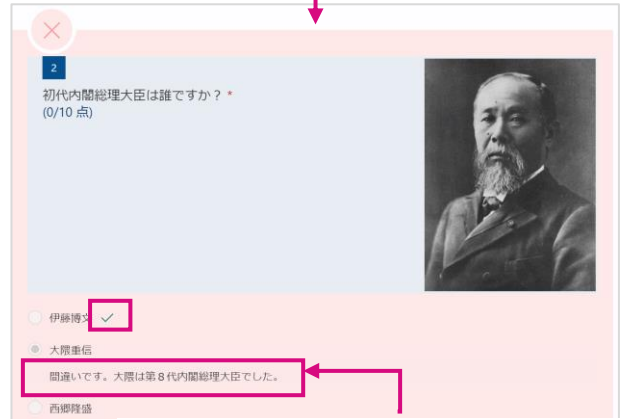 2
初代内閣総理大臣は誰ですか？ *
(0/10 点)
伊藤博文
大隈重信
間違いです。大隈は第８代内閣総理大臣でした。
西郷隆盛